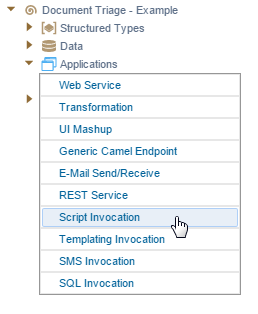 Document Triage - Example
Structured Types
Data
Applications
Web Service
Transformation
UI Mashup
Generic Camel Endpoint
E-Mail Send/Receive
REST Service
Script Invocation
Templating Invocation
SMS Invocation
SQL Invocation